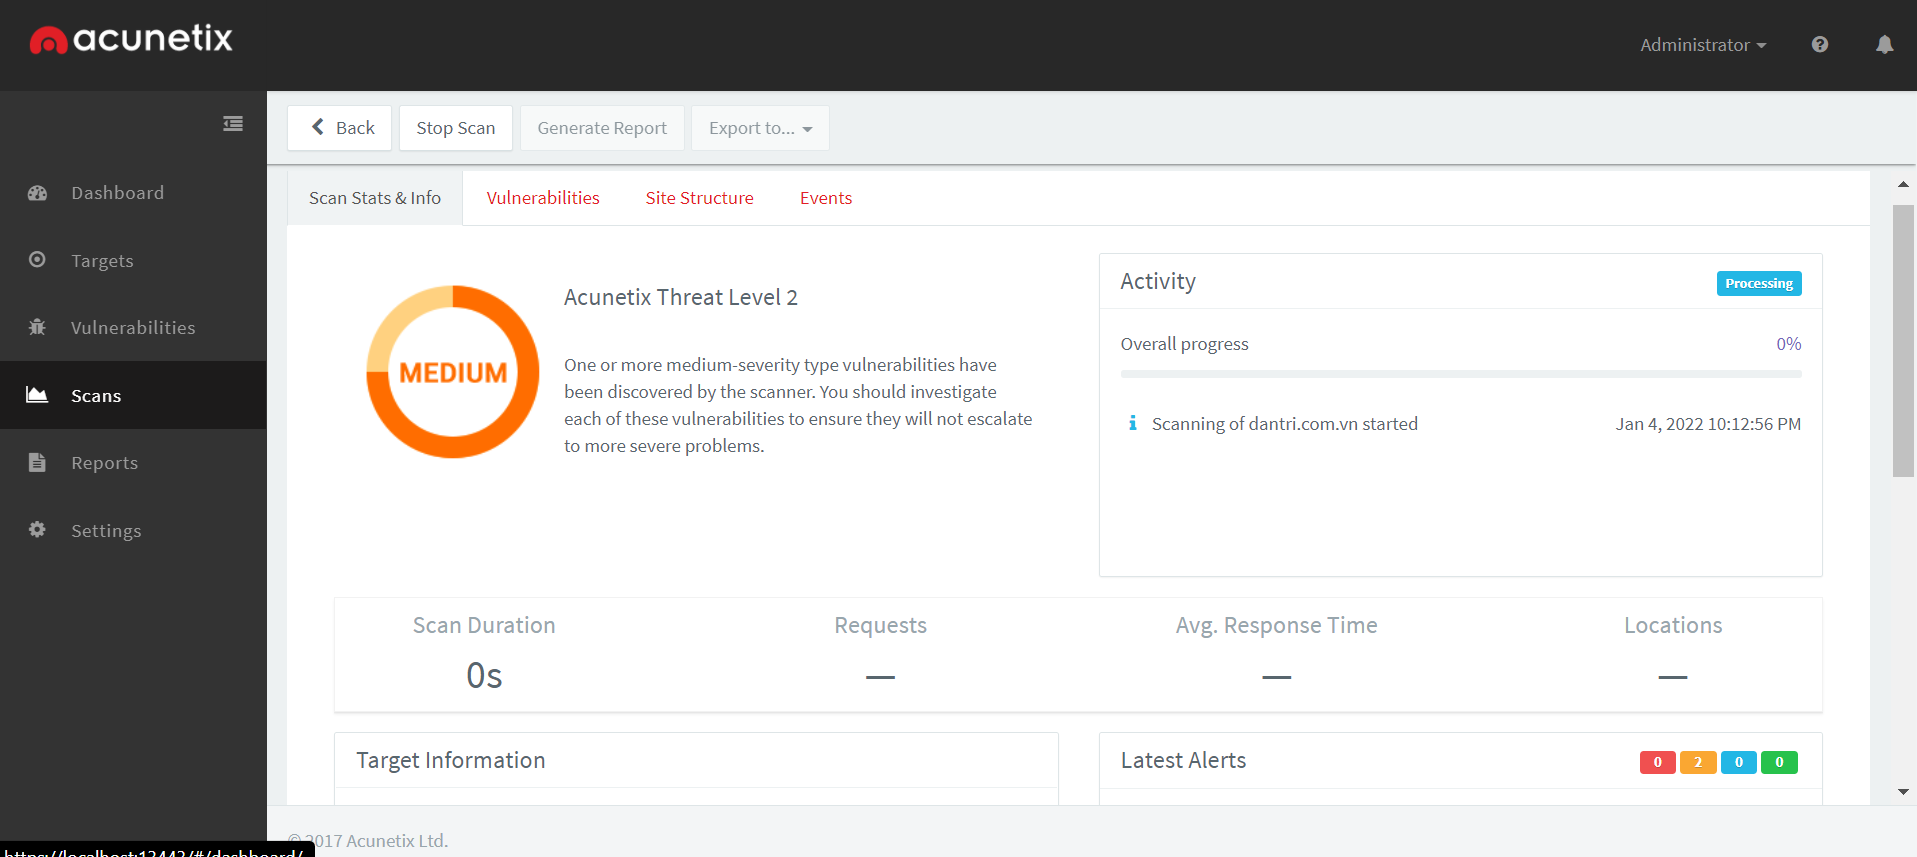 acunetix
Administrator
Back
Stop Scan
Generate Report
Export to...
Dashboard
Targets
Vulnerabilities
Scans
Reports
Settings
Scan Stats & Info
Vulnerabilities
Site Structure
Events
MEDIUM
Acunetix Threat Level 2
One or more medium-severity type vulnerabilities have
been discovered by the scanner. You should investigate
each of these vulnerabilities to ensure they will not escalate
to more severe problems.
Activity
Processing
Overall progress
0%
Scanning of dantri.com.vn started
Jan 4, 2022 10:12:56 PM
Scan Duration
0s
Requests
—
Avg. Response Time
—
Locations
—
Target Information
Latest Alerts
0
2
0
0
© 2017 Acunetix Ltd.
https://localhost:13443/#/dashboard/